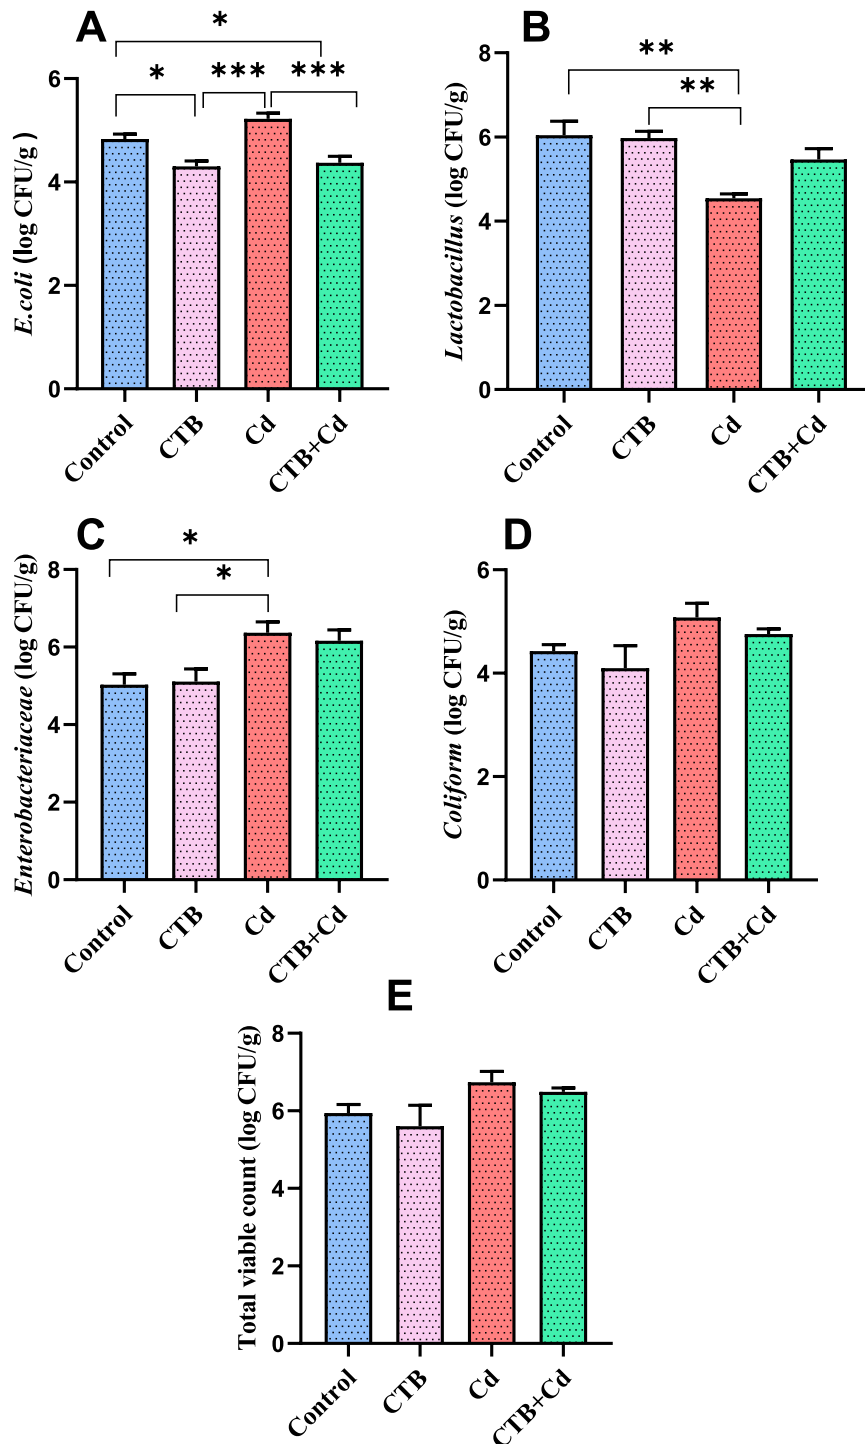 A
*
*
***
***
E.coli (log CFU/g )
6
4
2
0
Control
CTB
Cd
CTB+Cd
B
**
**
Lactobacillus (log CFU/g)
8
6
4
2
0
Control
CTB
Cd
CTB+Cd
C
*
*
Enterobacteriaceae (log CFU/g)
8
6
4
2
0
Control
CTB
Cd
CTB+Cd
D
Coliform (log CFU/g)
6
4
2
0
Control
CTB
Cd
CTB+Cd
E
Total viable count (log CFU/g)
8
6
4
2
0
Control
CTB
Cd
CTB+Cd